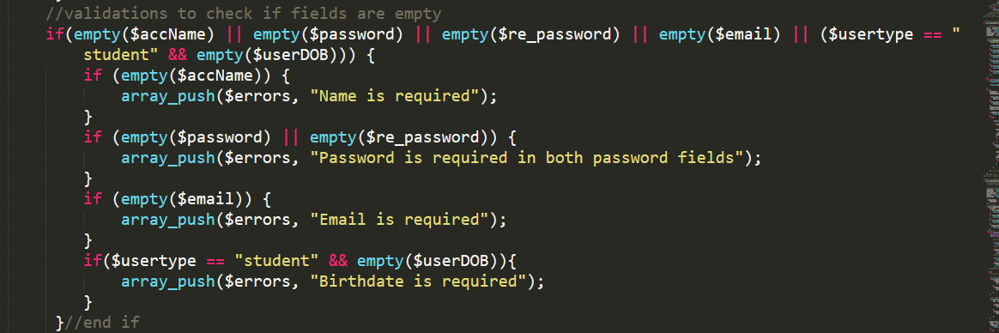 //validations to check if fields are empty
if(empty($accName) || empty($password) || empty($re_password) || empty($email) || ($usertype == "
student" && empty($userDOB))) {
if (empty($accName)) {
array_push($errors, "Name is required");
}
if (empty($password) || empty($re_password)) {
array_push($errors, "Password is required in both password fields");
}
if (empty($email)) {
array_push($errors, "Email is required");
}
if($usertype == "student" && empty($userDOB)){
array_push($errors, "Birthdate is required");
}
}//end if